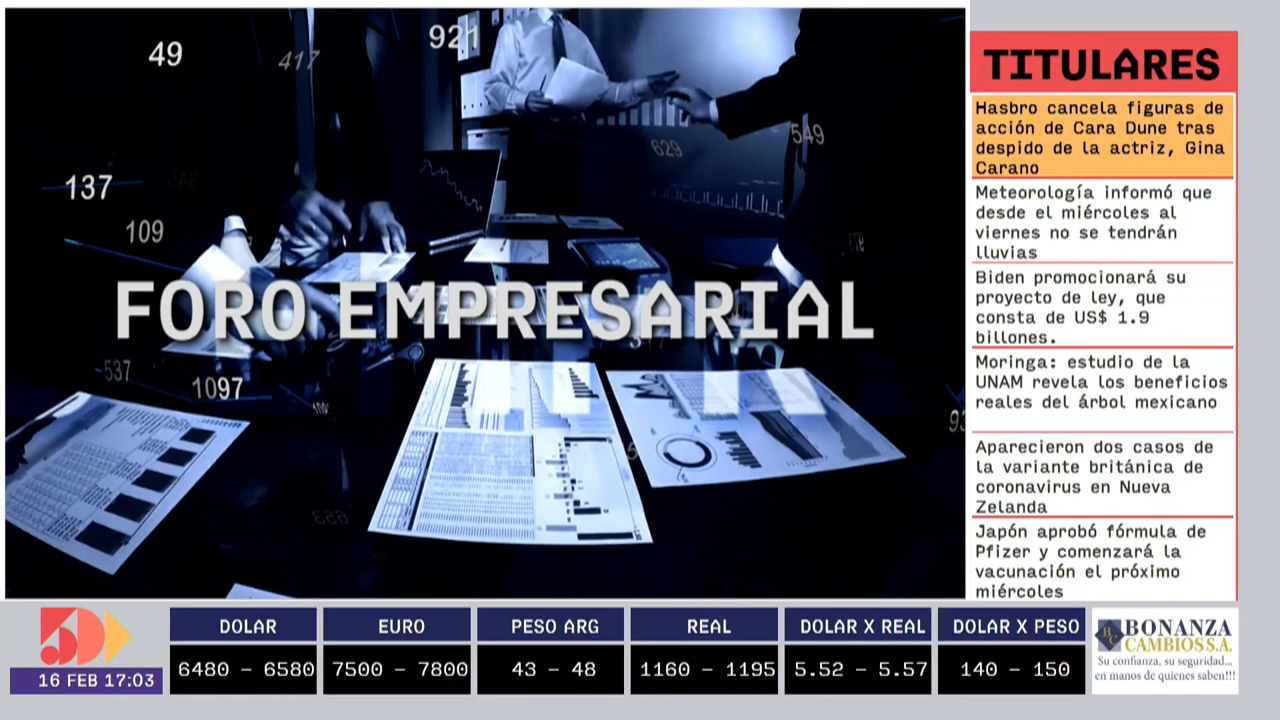 49
417
921
549
629
137
109
FORO EMPRESARIAL
537
1097
TITULARES
Hasbro cancela figuras de
acción de Cara Dune tras
despido de la actriz, Gina
Carano
Meteorología informó que
desde el miércoles al
viernes no se tendrán
lluvias
Biden promocionará su
proyecto de ley, que
consta de US$ 1.9
billones.
Moringa: estudio de la
UNAM revela los beneficios
reales del árbol mexicano
Aparecieron dos casos de
la variante británica de
coronavirus en Nueva
Zelanda
Japón aprobó fórmula de
Pfizer y comenzará la
vacunación el próximo
miércoles
5D
16 FEB 17:03
DOLAR
6480 - 6580
EURO
7500 - 7800
PESO ARG
43 - 48
REAL
1160 - 1195
DOLAR X REAL
5.52 - 5.57
DOLAR X PESO
140 - 150
BC
BONANZA
CAMBIOS S.A.
Su confianza, su seguridad...
en manos de quienes saben!!!